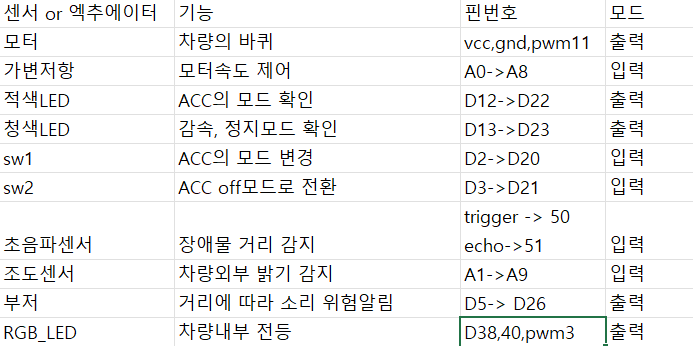 센서 or 엑추에이터 기능 핀번호 모드
모터 차량의 바퀴 vcc,gnd,pwm11 출력
가변저항 모터속도 제어 A0->A8 입력
적색LED ACC의 모드 확인 D12->D22 출력
청색LED 감속, 정지모드 확인 D13->D23 출력
sw1 ACC의 모드 변경 D2->D20 입력
sw2 ACC off모드로 전환 D3->D21 입력
trigger -> 50
초음파센서 장애물 거리 감지 echo->51 입력
조도센서 차량외부 밝기 감지 A1->A9 입력
부저 거리에 따라 소리 위험알림 D5-> D26 출력
RGB_LED 차량내부 전등 D38,40,pwm3 출력